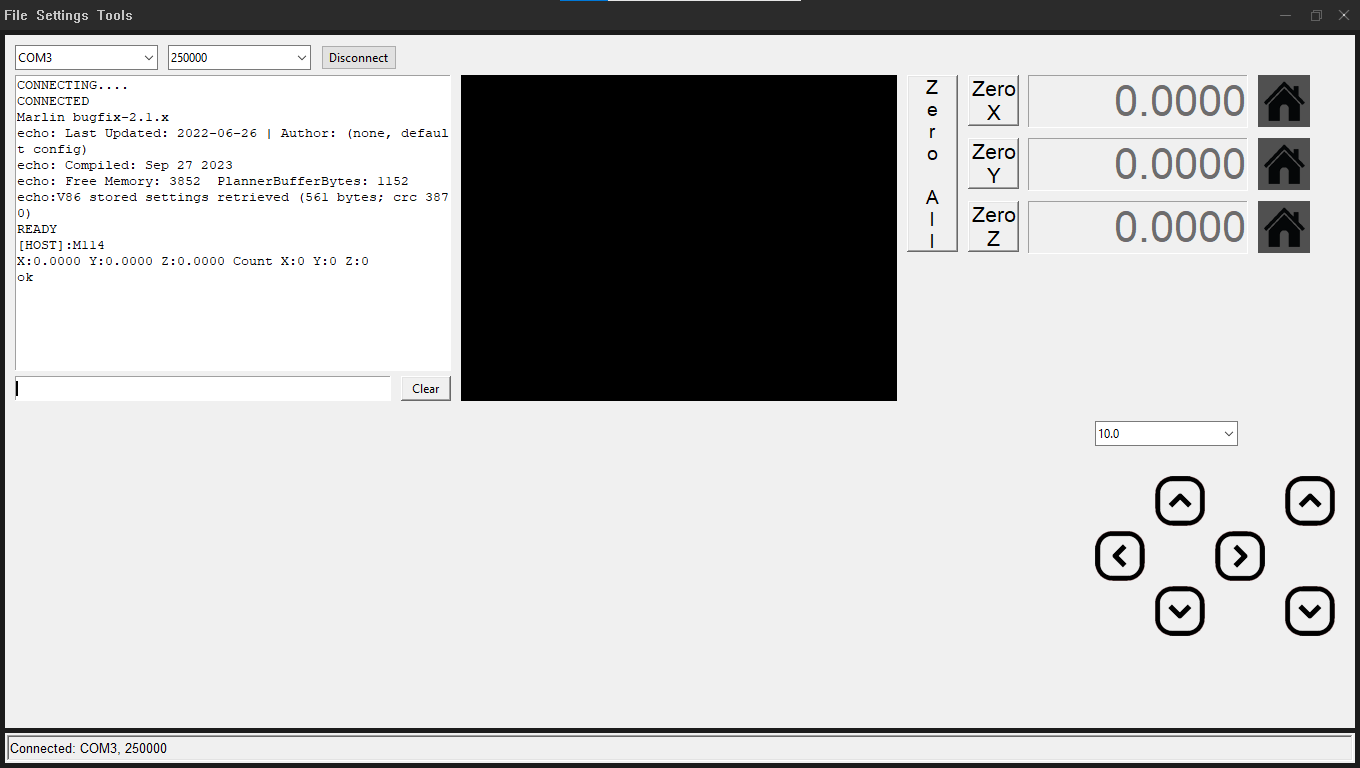 File Settings Tools
COM3 250000 Disconnect
CONNECTING....
CONNECTED
Marlin bugfix-2.1.x
echo: Last Updated: 2022-06-26 | Author: (none, defaul
t config)
echo: Compiled: Sep 27 2023
echo: Free Memory: 3852  PlannerBufferBytes: 1152
echo:V86 stored settings retrieved (561 bytes; crc 387
0)
READY
[HOST]:M114
X:0.0000 Y:0.0000 Z:0.0000 Count X:0 Y:0 Z:0
ok
Clear
Zero All
Zero X
0.0000
Zero Y
0.0000
Zero Z
0.0000
10.0
Connected: COM3, 250000